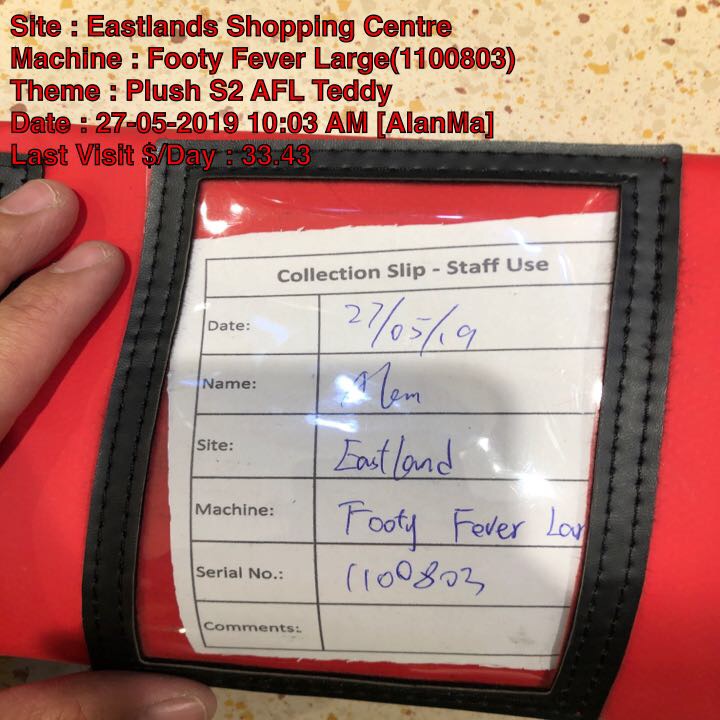 Site : Eastlands Shopping Centre
Machine : Footy Fever Large(1100803)
Theme : Plush S2 AFL Teddy
Date : 27-05-2019 10:03 AM [AlanMa]
Last Visit $/Day : 33.43
Collection Slip - Staff Use
Date: 27/05/19
Name: Alan
Site: Eastland
Machine: Footy Fever Lar
Serial No.: 1100803
Comments: